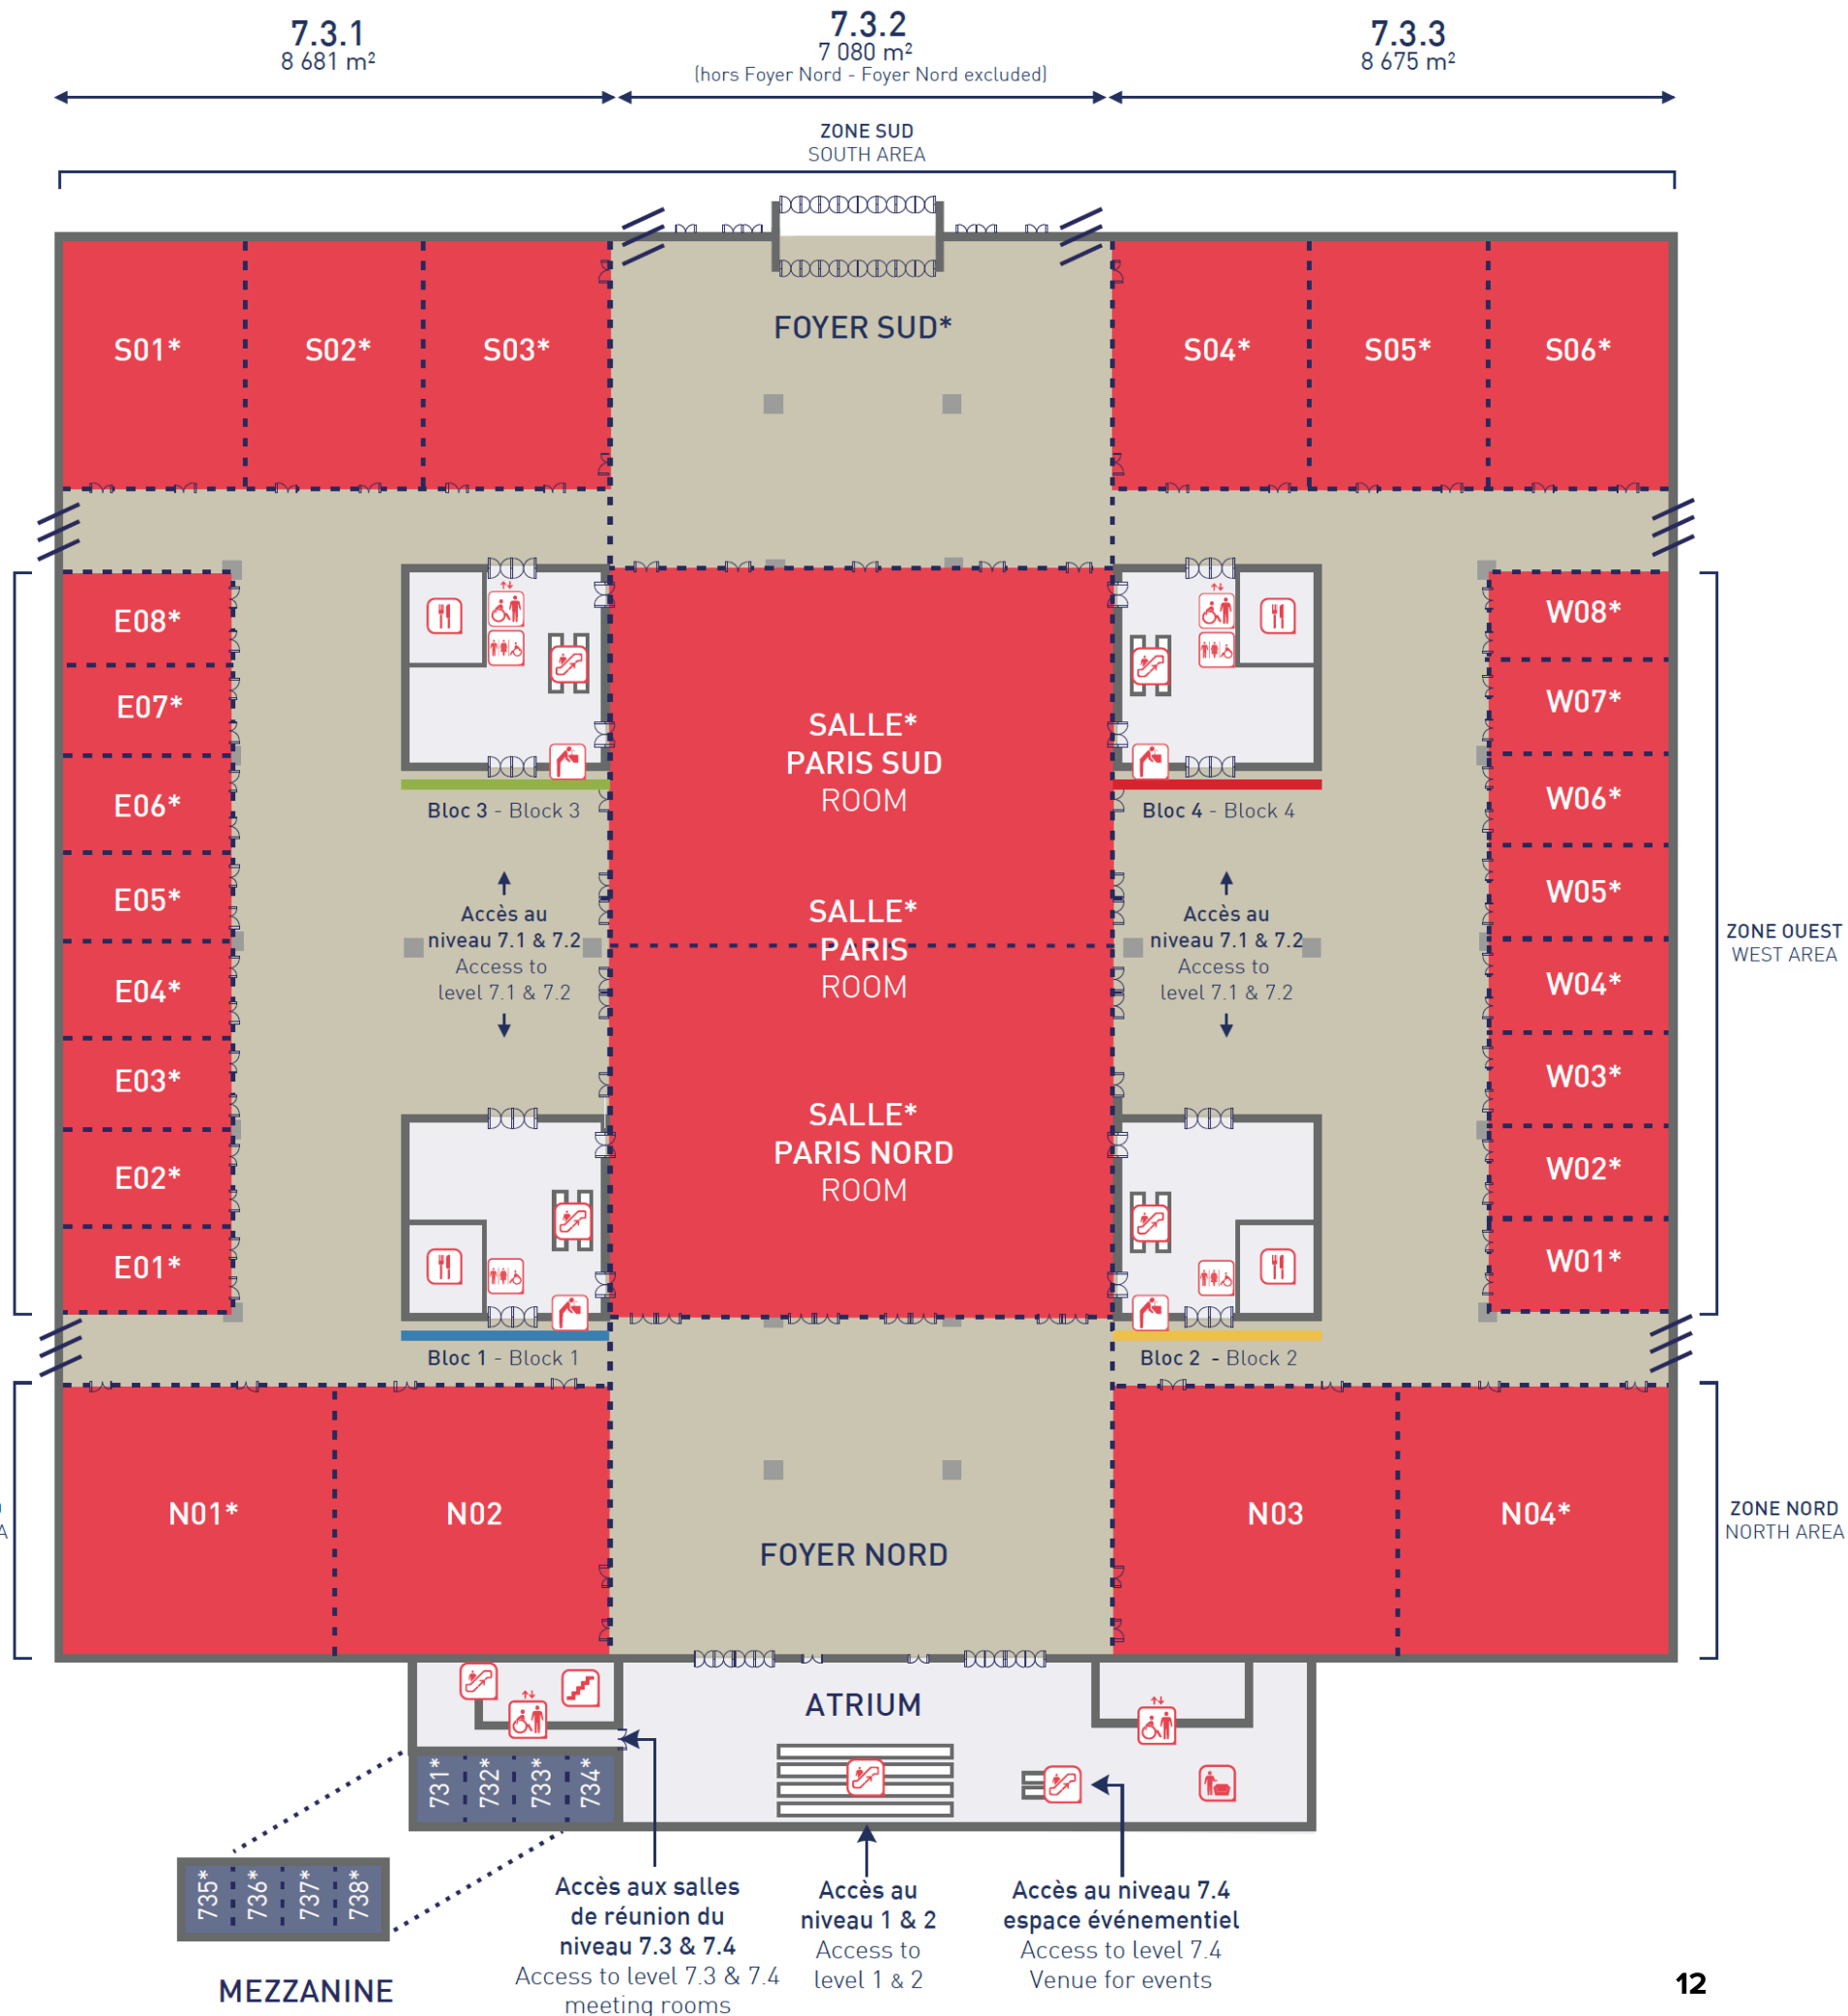 7.3.1
8 681 m²
7.3.2
7 080 m²
(hors Foyer Nord - Foyer Nord excluded)
7.3.3
8 675 m²
ZONE SUD
SOUTH AREA
S01*
S02*
S03*
FOYER SUD*
S04*
S05*
S06*
E08*
E07*
E06*
E05*
E04*
E03*
E02*
E01*
Bloc 3 - Block 3
Accès au
niveau 7.1 & 7.2
Access to
level 7.1 & 7.2
Bloc 1 - Block 1
SALLE*
PARIS SUD
ROOM
SALLE*
PARIS
ROOM
SALLE*
PARIS NORD
ROOM
Bloc 4 - Block 4
Accès au
niveau 7.1 & 7.2
Access to
level 7.1 & 7.2
Bloc 2 - Block 2
W08*
W07*
W06*
W05*
W04*
W03*
W02*
W01*
ZONE OUEST
WEST AREA
N01*
N02
FOYER NORD
N03
N04*
ZONE NORD
NORTH AREA
ATRIUM
731*
732*
733*
734*
735*
736*
737*
738*
MEZZANINE
Accès aux salles
de réunion du
niveau 7.3 & 7.4
Access to level 7.3 & 7.4
meeting rooms
Accès au
niveau 1 & 2
Access to
level 1 & 2
Accès au niveau 7.4
espace événementiel
Access to level 7.4
Venue for events
12